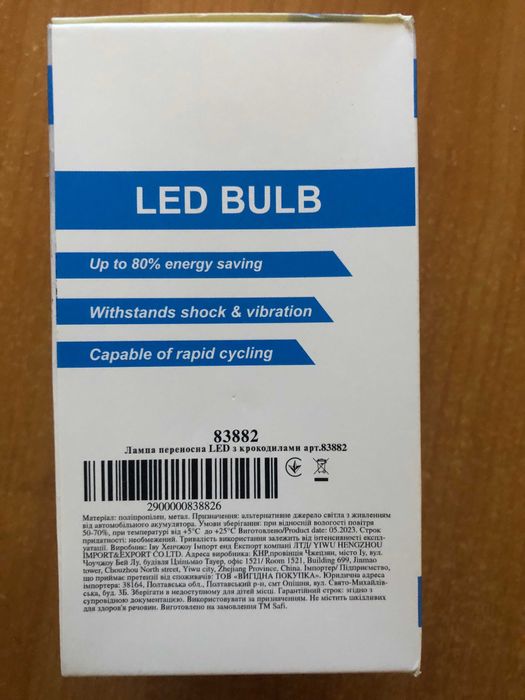 LED BULB
Up to 80% energy saving
Withstands shock & vibration
Capable of rapid cycling
83882
Лампа переносна LED з крокодилами арт.83882
2900000838826
Матеріал: поліпропілен, метал. Призначення: альтернативне джерело світла з живленням
від автомобільного акумулятора. Умови зберігання: при відносній вологості повітря
50-70%, при температурі від +5°C до +25°C Виготовлено/Product date: 05.2023. Строк
придатності: необмежений. Тривалість використання залежить від інтенсивності експл-
уатації. Виробник: Іву Хенчжоу Імпорт енд Експорт компані ЛТД/ YIWU HENGZHOU
IMPORT&EXPORT CO.LTD. Адреса виробника: КНР,провінція Чжецзян, місто Іу, вул.
Чоучжоу Бей Лу, будівля Цзіньмао Тауер, офіс 1521/ Room 1521, Building 699, Jinmao
tower, Chouzhou North street, Yiwu city, Zhejiang Province, China. Імпортер/ Підприємство,
що приймає претензії від споживачів: ТОВ «ВИГІДНА ПОКУПКА». Юридична адреса
імпортера: 38164, Полтавська обл., Полтавський р-н, смт Опішня, вул. Свято-Михайлів-
ська, буд. 3Б. Зберігати в недоступному для дітей місці. Гарантійний строк: згідно з
супровідною документацією. Використовувати за призначенням. Не містить шкідливих
для здоров'я речовин. Виготовлено на замовлення ТМ Safi.